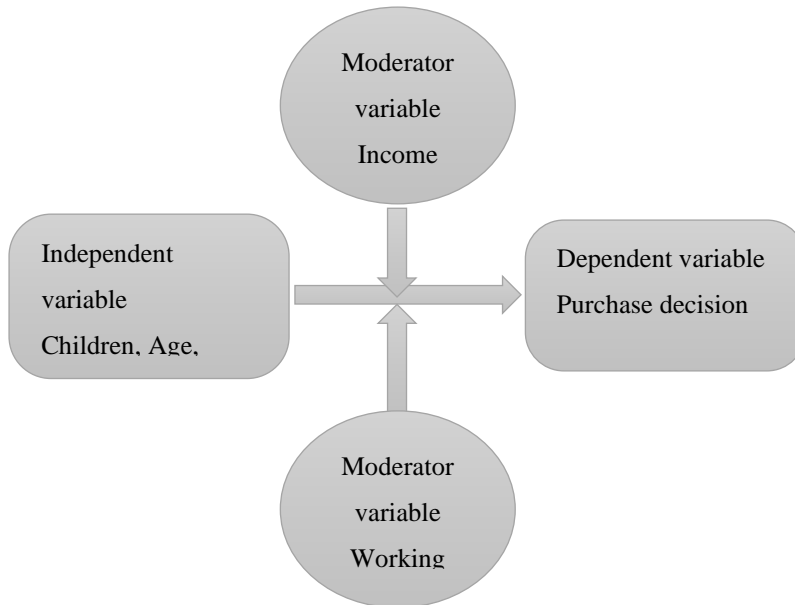 Moderator
variable
Income
Independent
variable
Children, Age,
Dependent variable
Purchase decision
Moderator
variable
Working